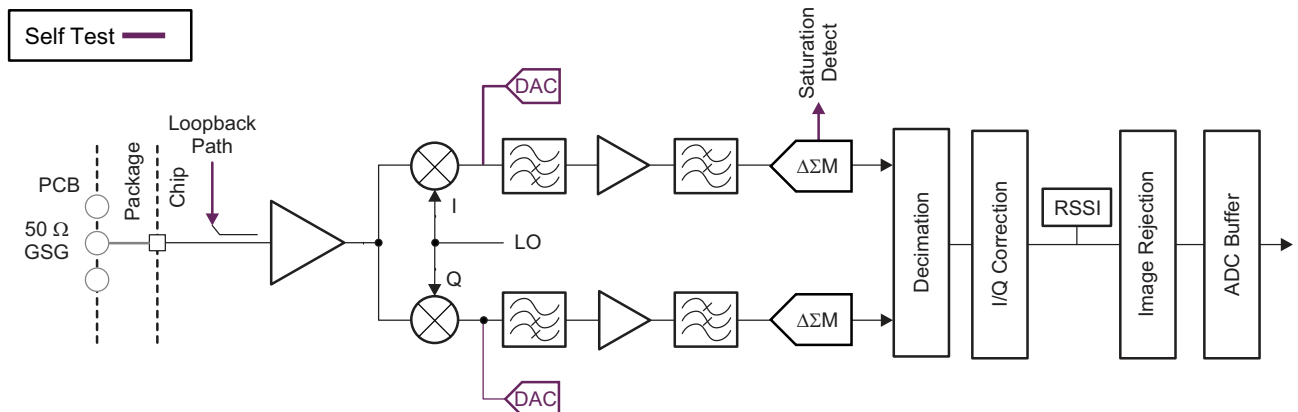 Self Test
Loopback
Path
PCB
50 Ω
GSG
Package
Chip
DAC
I
LO
Q
DAC
Saturation
Detect
ΔΣM
ΔΣM
Decimation
I/Q Correction
RSSI
Image Rejection
ADC Buffer